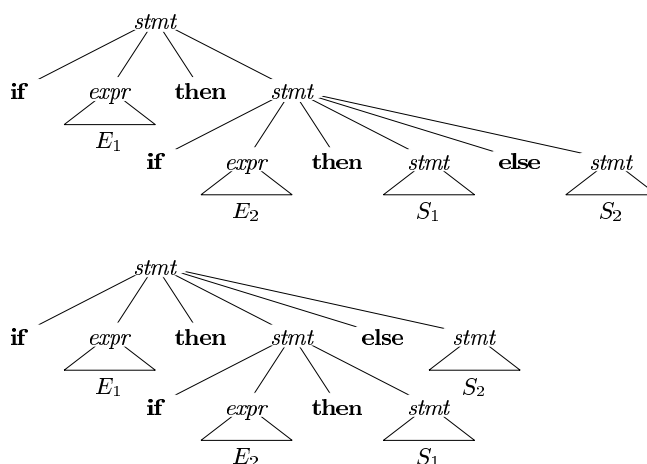 stmt
if expr then stmt
E₁
if expr then stmt else stmt
E₂ S₁ S₂
stmt
if expr then stmt else stmt
E₁ S₂
if expr then stmt
E₂ S₁